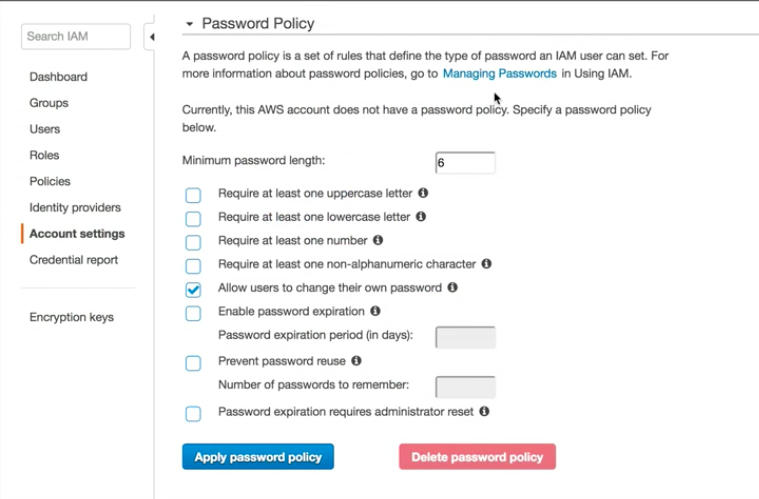 Search IAM
Dashboard
Groups
Users
Roles
Policies
Identity providers
Account settings
Credential report
Encryption keys
Password Policy
A password policy is a set of rules that define the type of password an IAM user can set. For
more information about password policies, go to Managing Passwords in Using IAM.
Currently, this AWS account does not have a password policy. Specify a password policy
below.
Minimum password length: 6
Require at least one uppercase letter
Require at least one lowercase letter
Require at least one number
Require at least one non-alphanumeric character
Allow users to change their own password
Enable password expiration
Password expiration period (in days):
Prevent password reuse
Number of passwords to remember:
Password expiration requires administrator reset
Apply password policy
Delete password policy